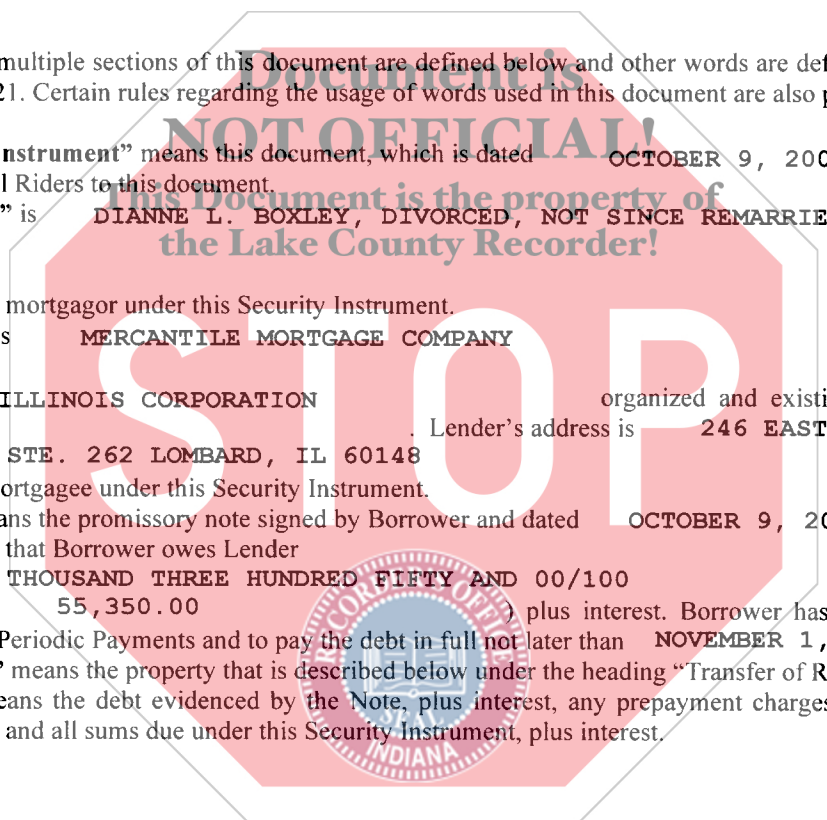 Document is
multiple sections of this document are defined below and other words are def
21. Certain rules regarding the usage of words used in this document are also p
NOT OFFICIAL!
nstrument” means this document, which is dated OCTOBER 9, 200
l Riders to this document.
This Document is the property of
” is DIANNE L. BOXLEY, DIVORCED, NOT SINCE REMARRIE
the Lake County Recorder!
mortgagor under this Security Instrument.
s MERCANTILE MORTGAGE COMPANY
STOP
ILLINOIS CORPORATION organized and existi
. Lender’s address is 246 EAST
STE. 262 LOMBARD, IL 60148
ortgagee under this Security Instrument.
ans the promissory note signed by Borrower and dated OCTOBER 9, 20
that Borrower owes Lender
THOUSAND THREE HUNDRED FIFTY AND 00/100
55,350.00 ) plus interest. Borrower has
Periodic Payments and to pay the debt in full not later than NOVEMBER 1,
” means the property that is described below under the heading “Transfer of R
eans the debt evidenced by the Note, plus interest, any prepayment charges
and all sums due under this Security Instrument, plus interest.
RECORDER'S OFFICE
SEAL
INDIANA